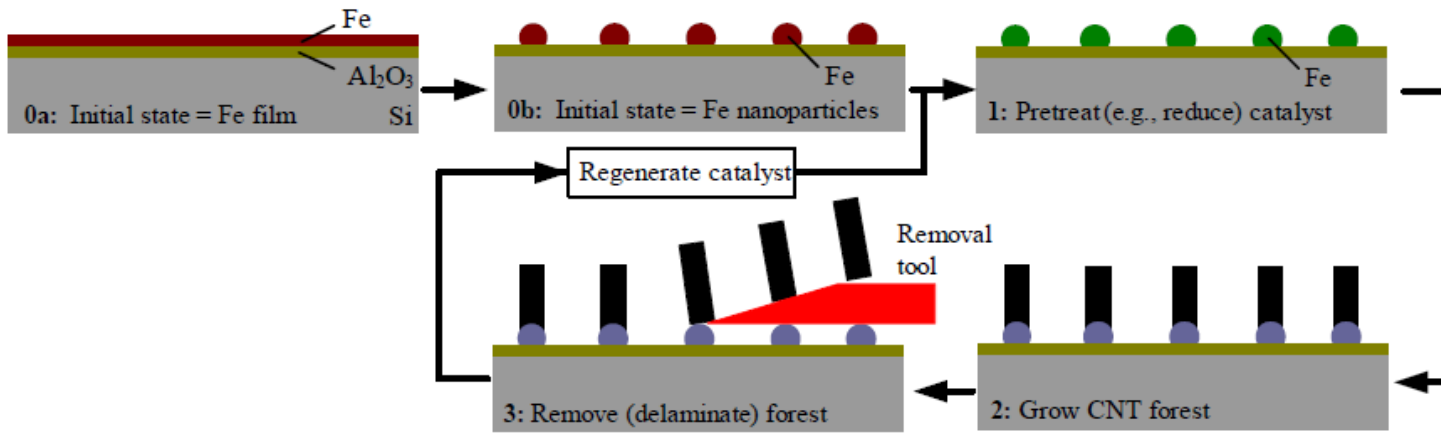 Fe
Al₂O₃
0a: Initial state = Fe film
Si
Fe
0b: Initial state = Fe nanoparticles
Fe
1: Pretreat (e.g., reduce) catalyst
Regenerate catalyst
Removal
tool
3: Remove (delaminate) forest
2: Grow CNT forest